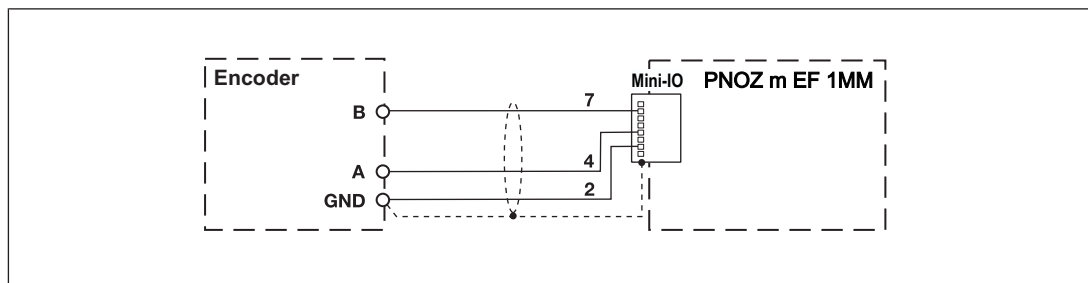 Encoder
Mini-IO
PNOZ m EF 1MM
B
7
A
4
GND
2